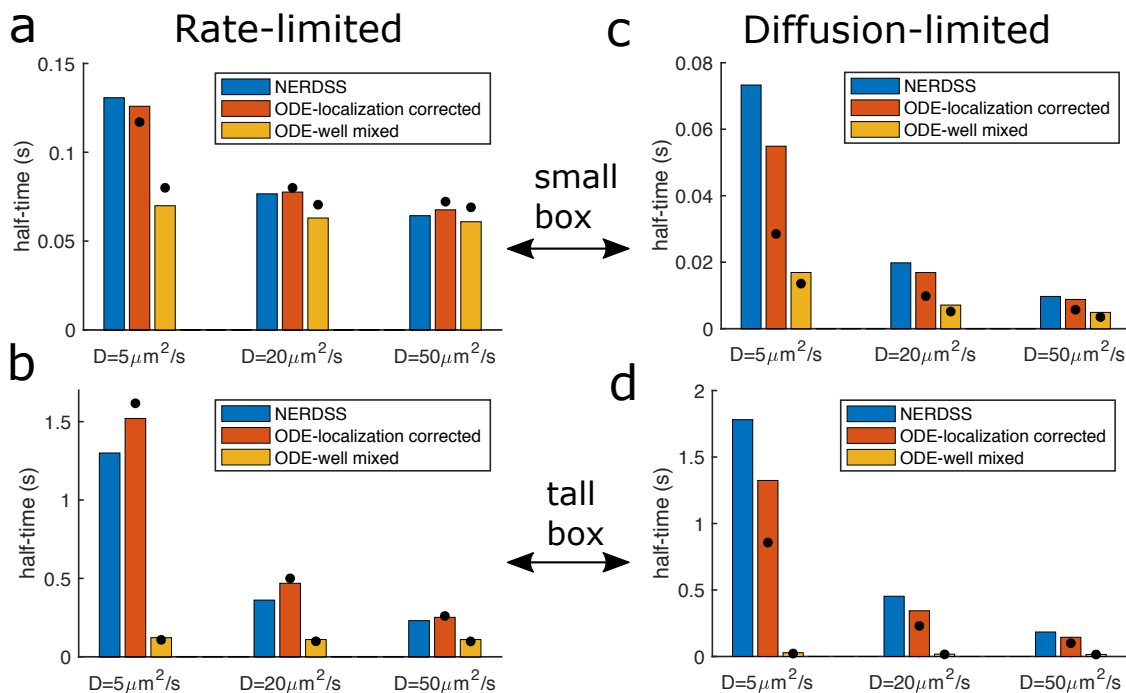 a
Rate-limited
0.15
0.1
0.05
0
half-time (s)
NERDSS
ODE-localization corrected
ODE-well mixed
D=5μm²/s
D=20μm²/s
D=50μm²/s
c
Diffusion-limited
0.08
0.06
0.04
0.02
0
half-time (s)
NERDSS
ODE-localization corrected
ODE-well mixed
D=5μm²/s
D=20μm²/s
D=50μm²/s
small
box
b
1.5
1
0.5
0
half-time (s)
NERDSS
ODE-localization corrected
ODE-well mixed
D=5μm²/s
D=20μm²/s
D=50μm²/s
d
2
1.5
1
0.5
0
half-time (s)
NERDSS
ODE-localization corrected
ODE-well mixed
D=5μm²/s
D=20μm²/s
D=50μm²/s
tall
box